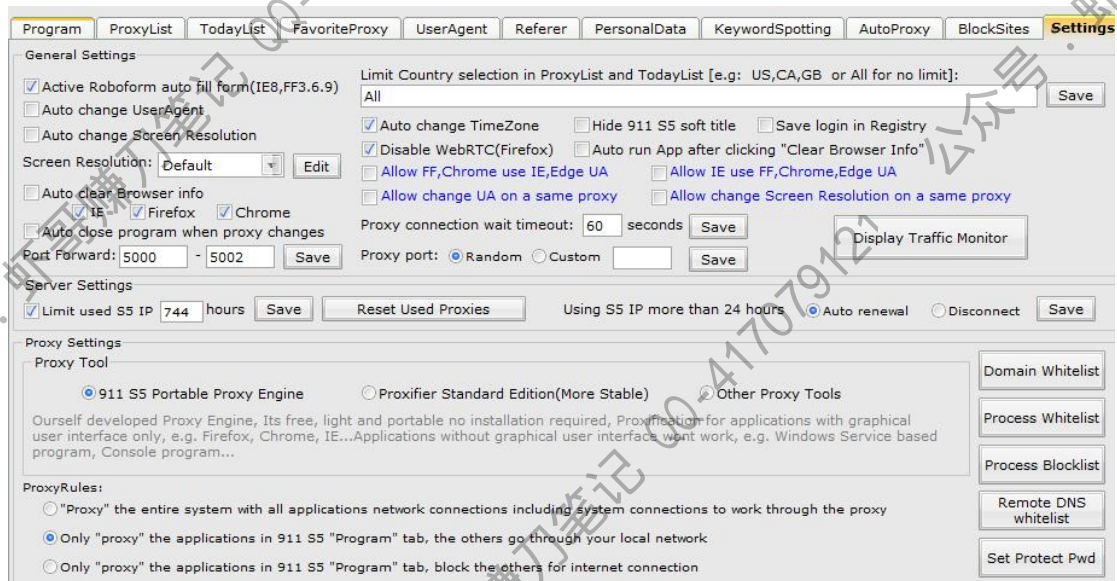 Program ProxyList TodayList FavoriteProxy UserAgent Referer PersonalData KeywordSpotting AutoProxy BlockSites Settings
General Settings
Limit Country selection in ProxyList and TodayList [e.g: US,CA,GB or All for no limit]:
Active Roboform auto fill form(IE8,FF3.6.9)
All Save
Auto change UserAgent
Auto change TimeZone Hide 911 S5 soft title Save login in Registry
Auto change Screen Resolution
Disable WebRTC(Firefox) Auto run App after clicking "Clear Browser Info"
Screen Resolution: Default Edit
Allow FF,Chrome use IE,Edge UA Allow IE use FF,Chrome,Edge UA
Auto clear Browser info
Allow change UA on a same proxy Allow change Screen Resolution on a same proxy
IE Firefox Chrome
Auto close program when proxy changes
Proxy connection wait timeout: 60 seconds Save
Display Traffic Monitor
Port Forward: 5000 - 5002 Save
Proxy port: Random Custom Save
Server Settings
Limit used S5 IP 744 hours Save Reset Used Proxies Using S5 IP more than 24 hours Auto renewal Disconnect Save
Proxy Settings
Proxy Tool
Domain Whitelist
911 S5 Portable Proxy Engine Proxifier Standard Edition(More Stable) Other Proxy Tools
Ourself developed Proxy Engine, Its free, light and portable no installation required, Proxification for applications with graphical
user interface only, e.g. Firefox, Chrome, IE...Applications without graphical user interface wont work, e.g. Windows Service based
program, Console program...
Process Whitelist
Process Blocklist
ProxyRules:
"Proxy" the entire system with all applications network connections including system connections to work through the proxy
Remote DNS
whitelist
Only "proxy" the applications in 911 S5 "Program" tab, the others go through your local network
Only "proxy" the applications in 911 S5 "Program" tab, block the others for internet connection
Set Protect Pwd
虾哥赚刀笔记 QQ-417079121 公众号